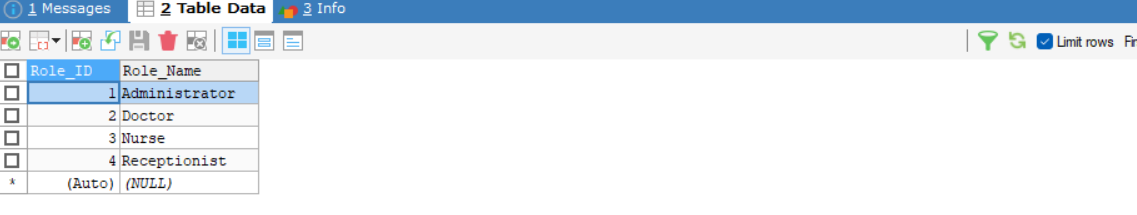 1 Messages 2 Table Data 3 Info
Limit rows
Role_ID Role_Name
1 Administrator
2 Doctor
3 Nurse
4 Receptionist
* (Auto) (NULL)